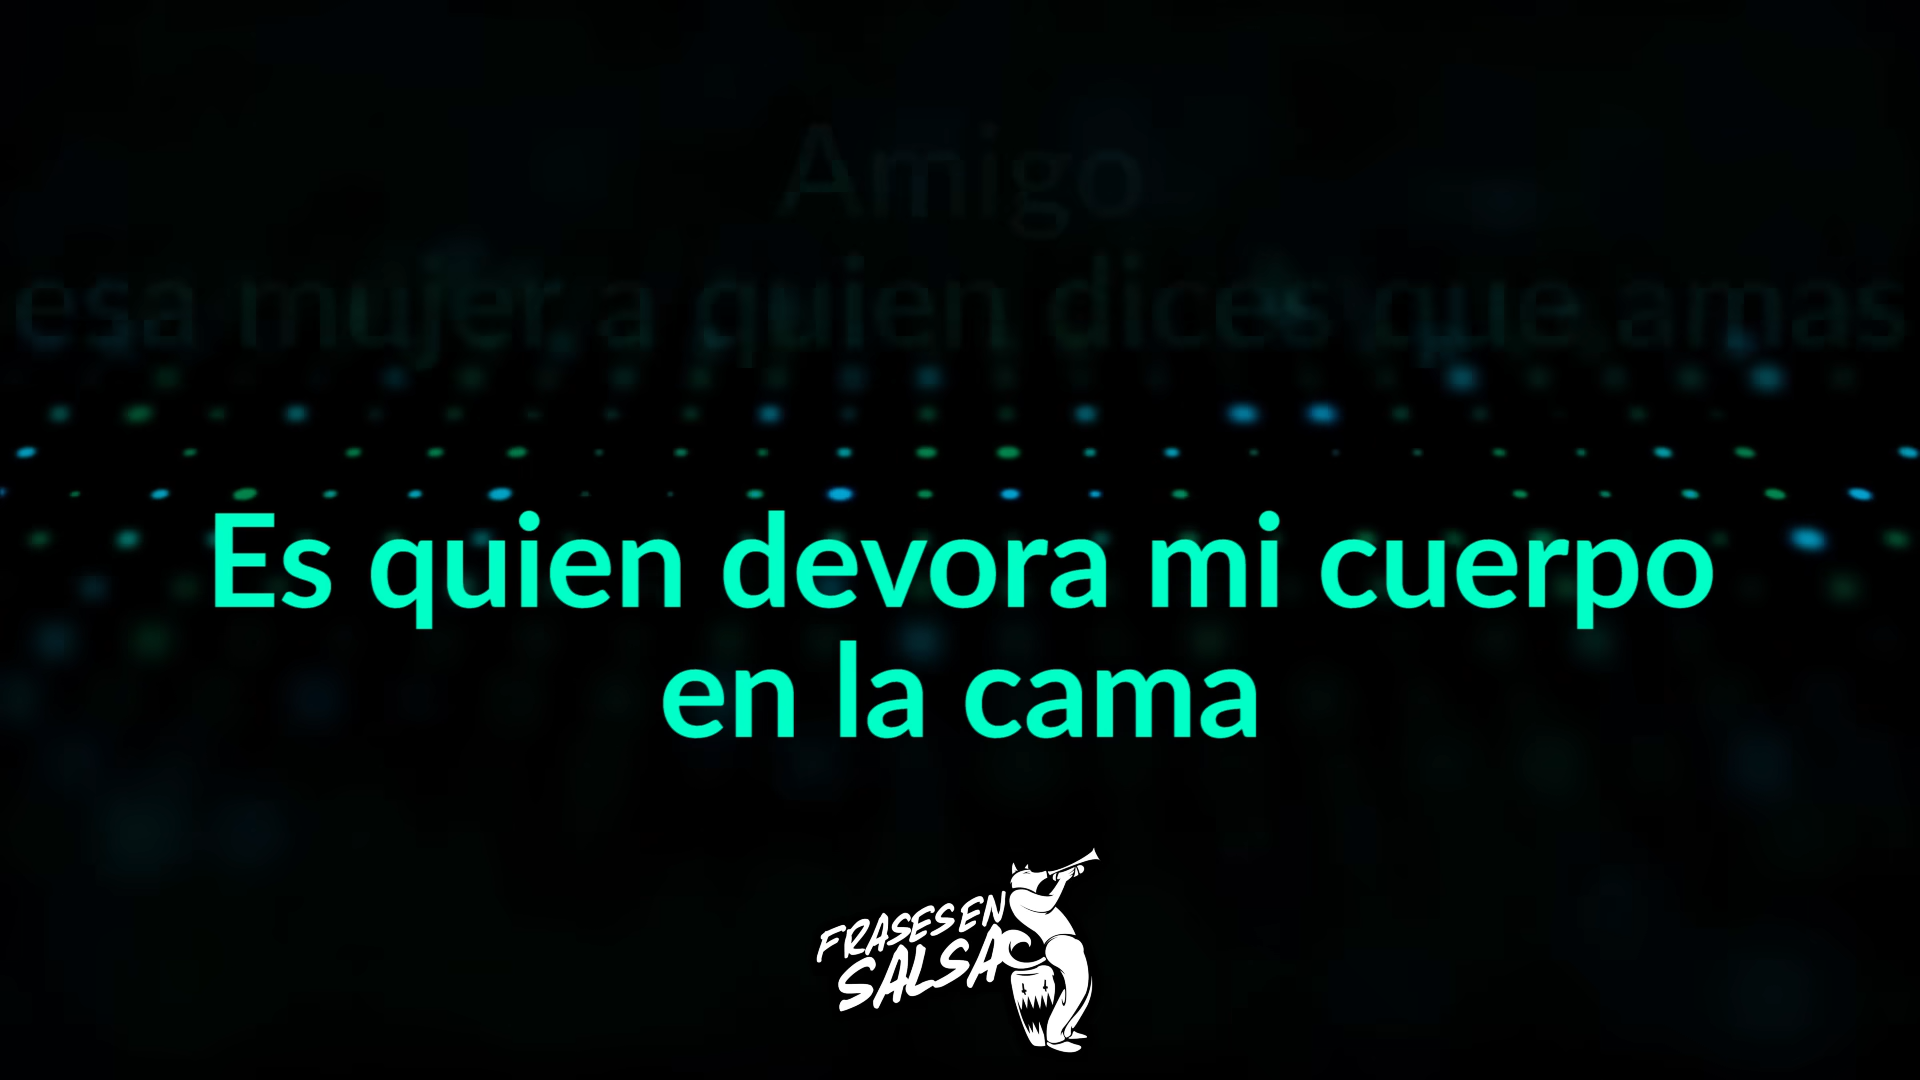 Amigo
esa mujer a quien dices que amas
Es quien devora mi cuerpo
en la cama
FRASES EN
SALSA